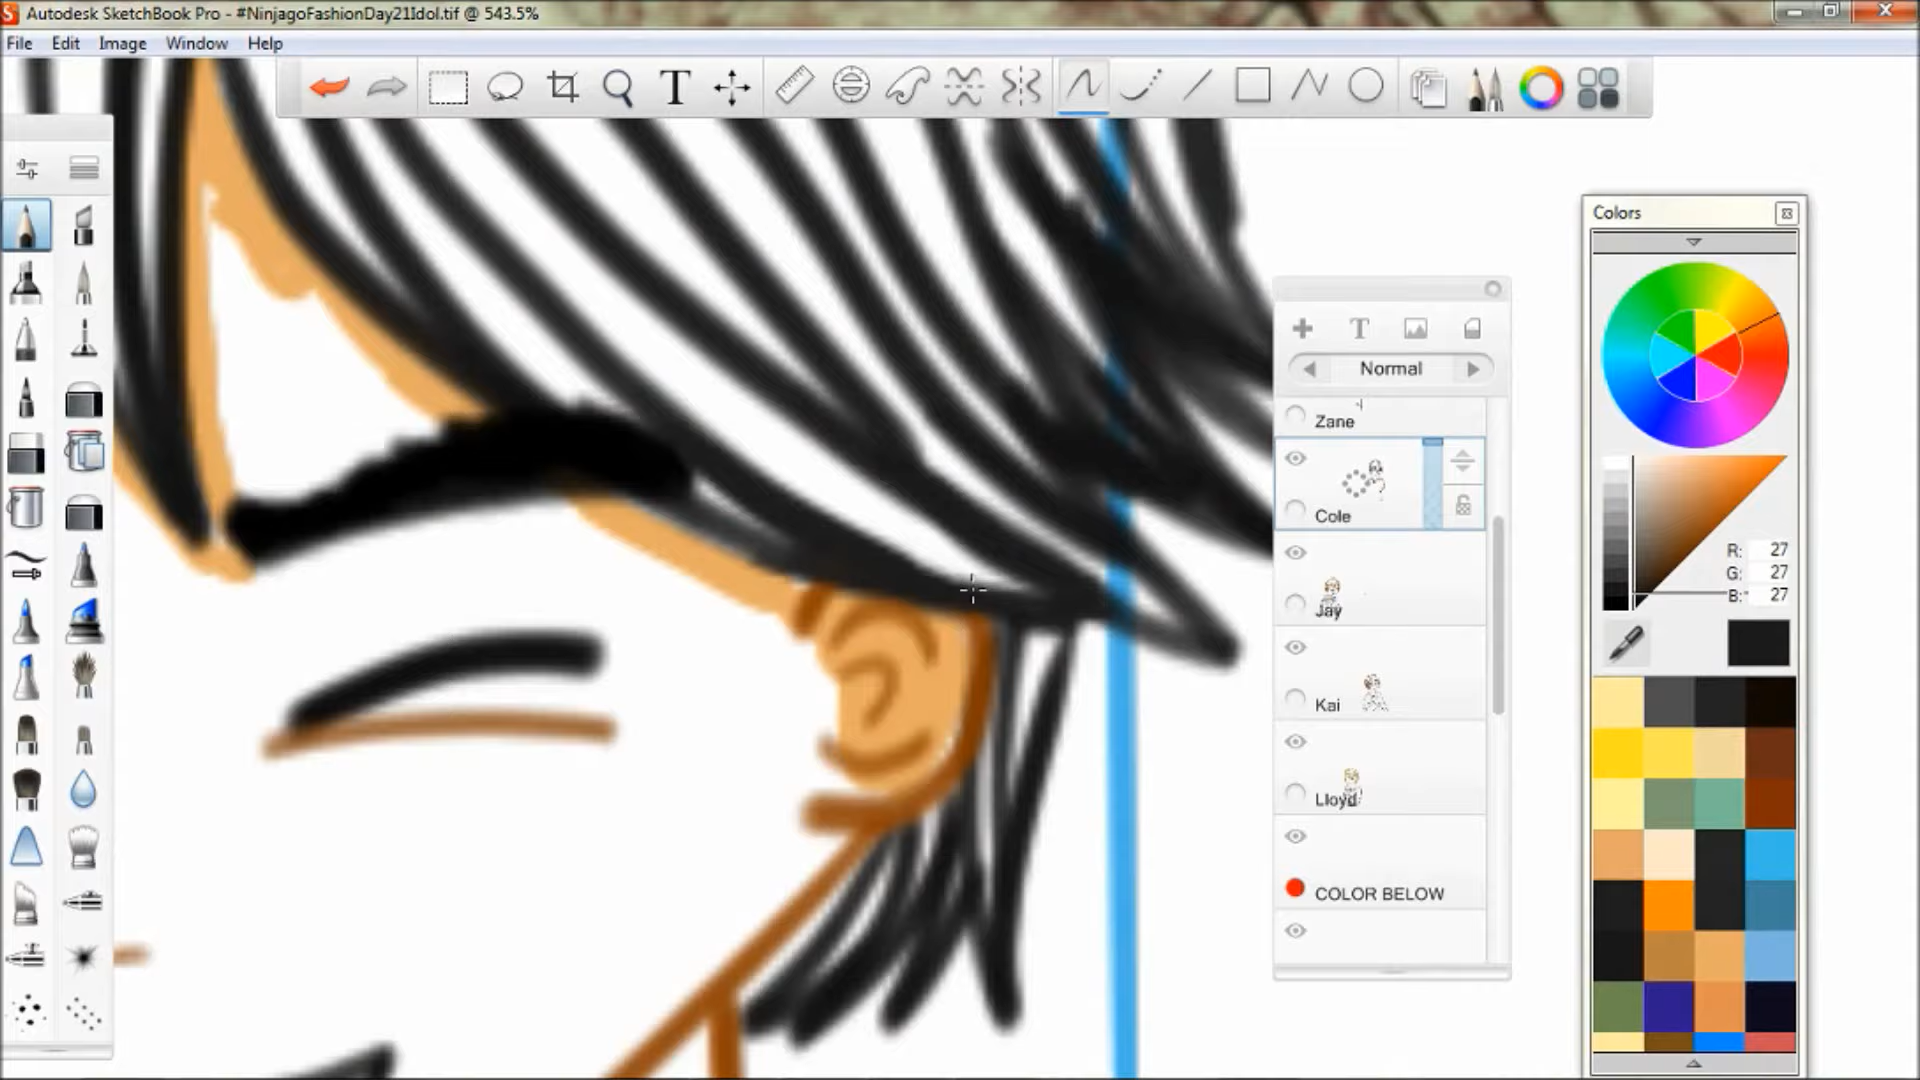 Autodesk SketchBook Pro - #NinjagoFashionDay21Idol.tif @ 543.5%
File Edit Image Window Help
T
Colors
T
Normal
Zane
Cole
Jay
Kai
Lloyd
COLOR BELOW
R: 27
G: 27
B: 27